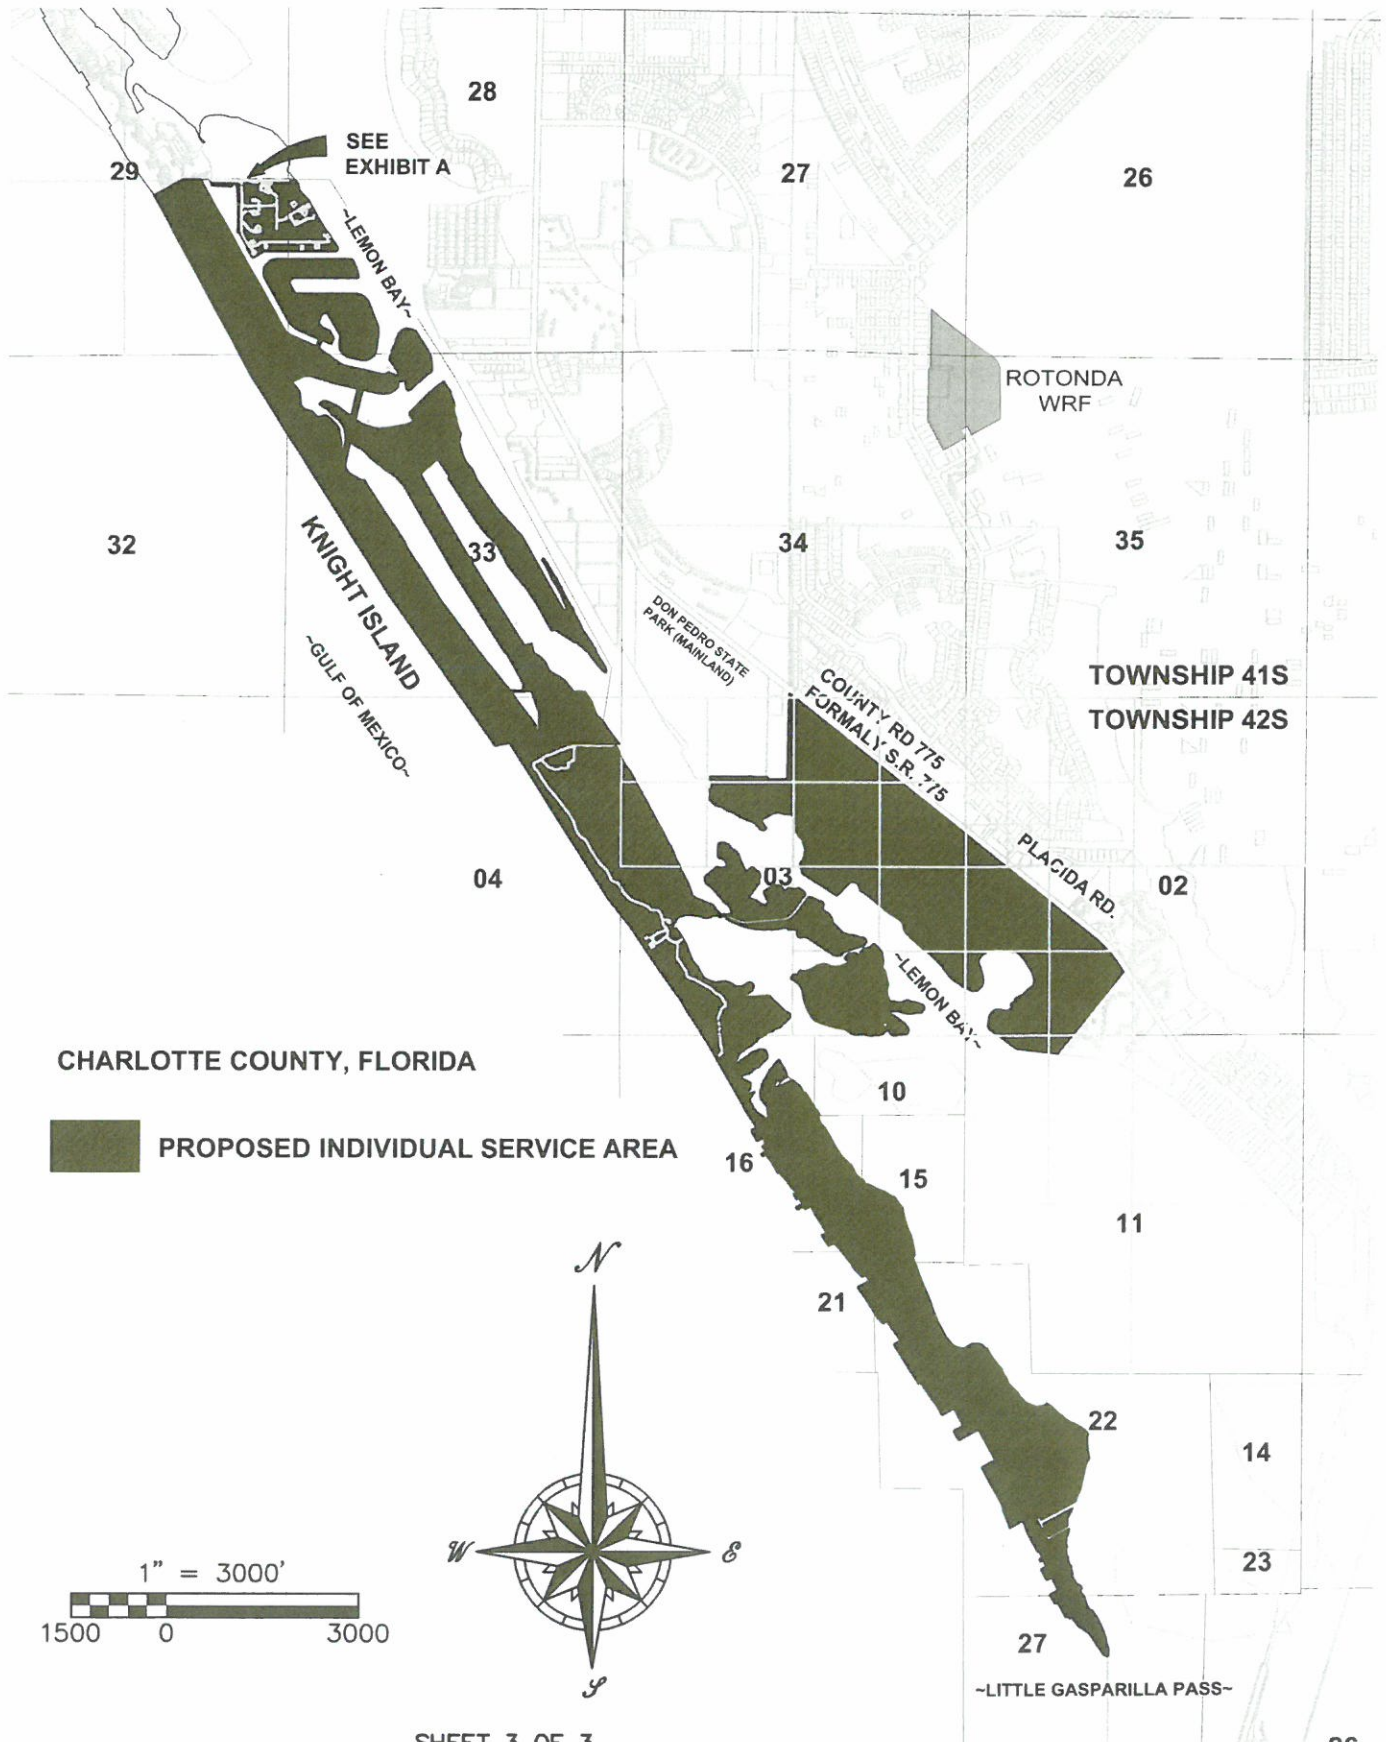 28
SEE
EXHIBIT A
29
27
26
~LEMON BAY~
ROTONDA
WRF
32
33
34
35
KNIGHT ISLAND
~GULF OF MEXICO~
DON PEDRO STATE
PARK (MAINLAND)
TOWNSHIP 41S
TOWNSHIP 42S
COUNTY RD 775
FORMALY S.R. 775
PLACIDA RD.
04
03
02
~LEMON BAY~
CHARLOTTE COUNTY, FLORIDA
10
PROPOSED INDIVIDUAL SERVICE AREA
16
15
11
21
22
14
23
N
W
E
S
1" = 3000'
1500 0 3000
27
~LITTLE GASPARILLA PASS~
SHEET 3 OF 3